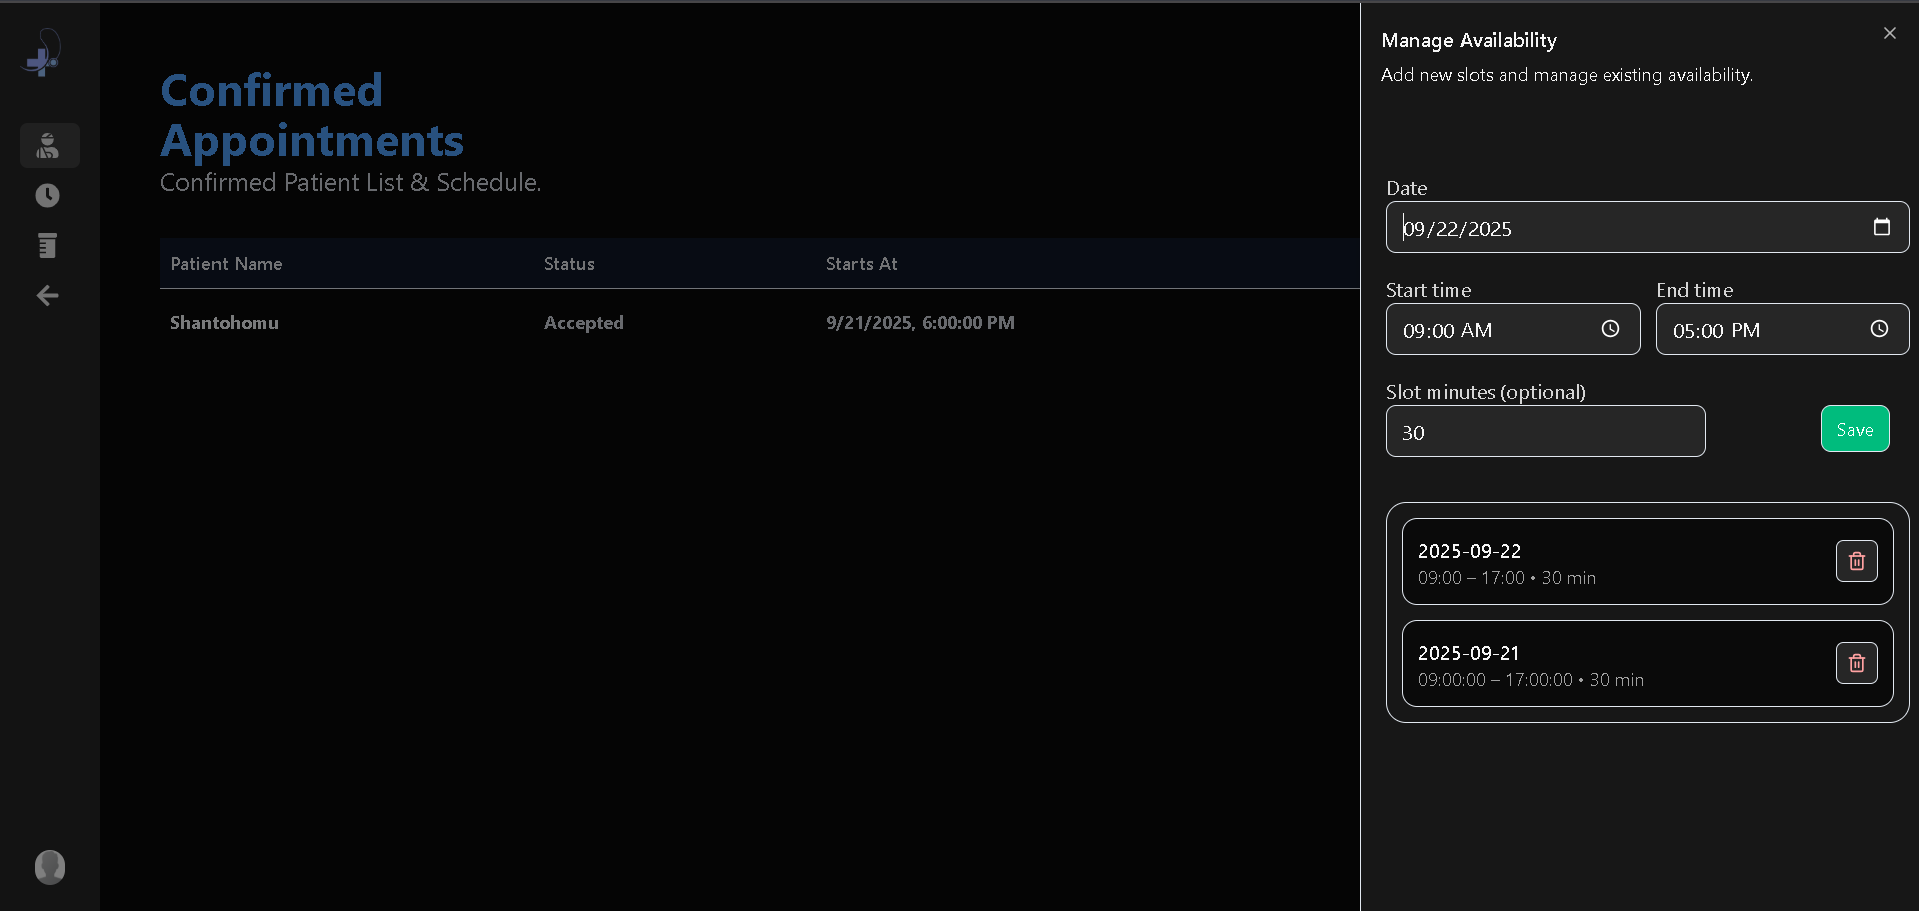 Confirmed
Appointments
Confirmed Patient List & Schedule.
Patient Name Status Starts At
Shantohomu Accepted 9/21/2025, 6:00:00 PM
Manage Availability
Add new slots and manage existing availability.
Date
09/22/2025
Start time End time
09:00 AM 05:00 PM
Slot minutes (optional)
30
Save
2025-09-22
09:00 – 17:00 • 30 min
2025-09-21
09:00:00 – 17:00:00 • 30 min